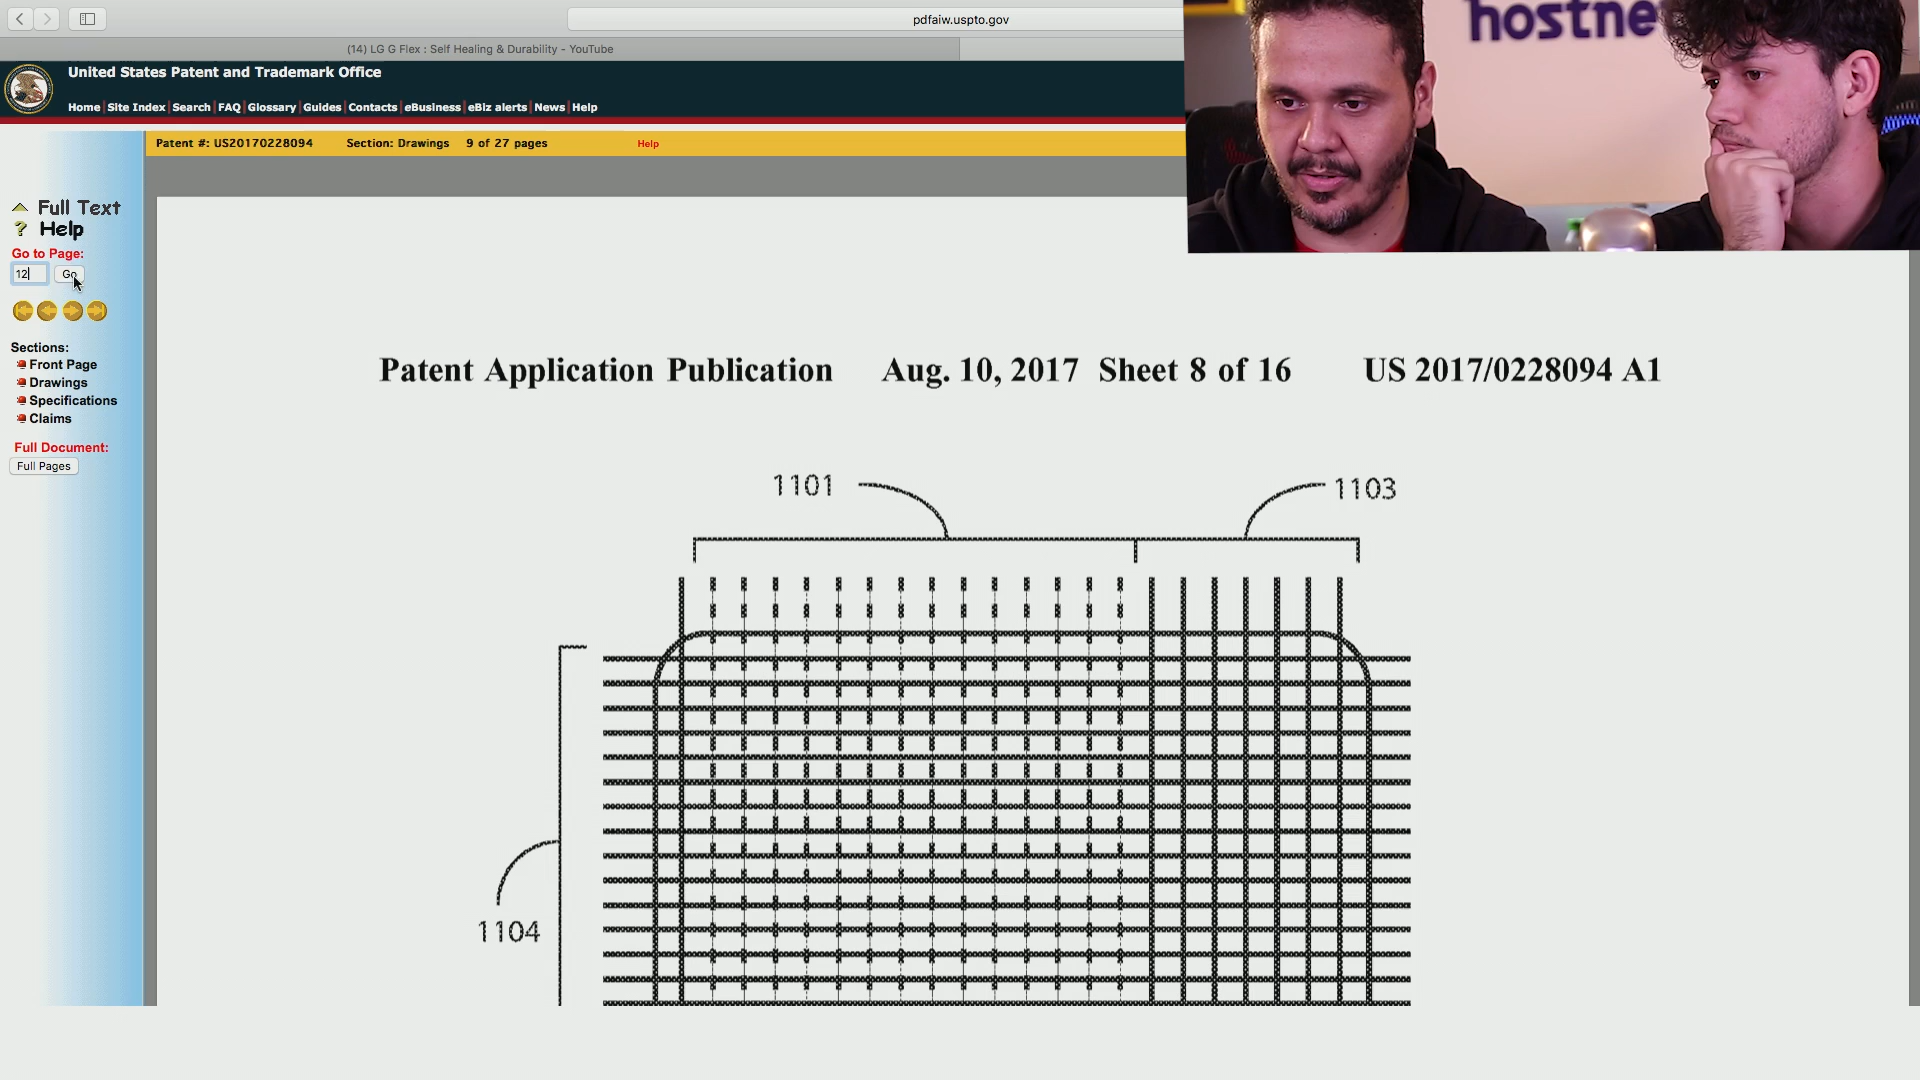 pdfaiw.uspto.gov
(14) LG G Flex : Self Healing & Durability - YouTube
United States Patent and Trademark Office
Home | Site Index | Search | FAQ | Glossary | Guides | Contacts | eBusiness | eBiz alerts | News | Help
Patent #: US20170228094 Section: Drawings 9 of 27 pages Help
hostne
Full Text
? Help
Go to Page:
12 Go
Sections:
Front Page
Drawings
Specifications
Claims
Full Document:
Full Pages
Patent Application Publication Aug. 10, 2017 Sheet 8 of 16 US 2017/0228094 A1
1101
1103
1104